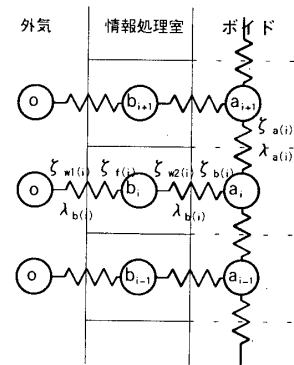 外気 情報処理室 ボイド
o b_{i+1} a_{i+1}
ζ_{a(i)}
λ_{a(i)}
ζ_{w1(i)} ζ_{f(i)} ζ_{w2(i)} ζ_{b(i)}
o b_i a_i
λ_{b(i)} λ_{b(i)}
o b_{i-1} a_{i-1}